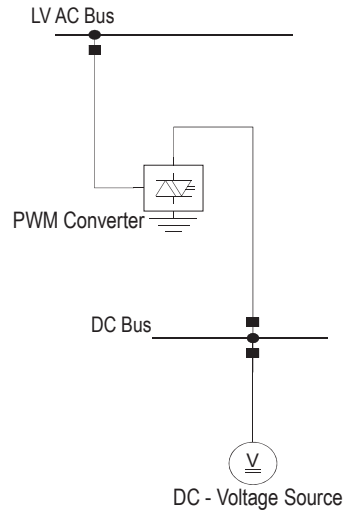 LV AC Bus
PWM Converter
DC Bus
V
DC - Voltage Source